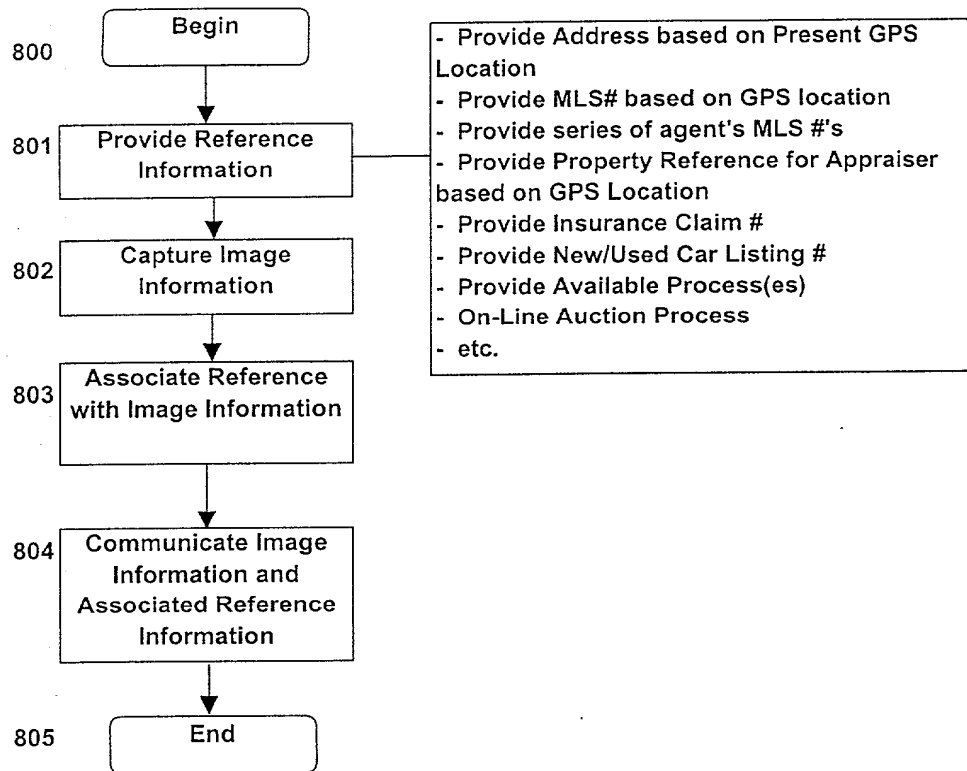 800
Begin
801
Provide Reference
Information
- Provide Address based on Present GPS
Location
- Provide MLS# based on GPS location
- Provide series of agent's MLS #'s
- Provide Property Reference for Appraiser
based on GPS Location
- Provide Insurance Claim #
- Provide New/Used Car Listing #
- Provide Available Process(es)
- On-Line Auction Process
- etc.
802
Capture Image
Information
803
Associate Reference
with Image Information
804
Communicate Image
Information and
Associated Reference
Information
805
End